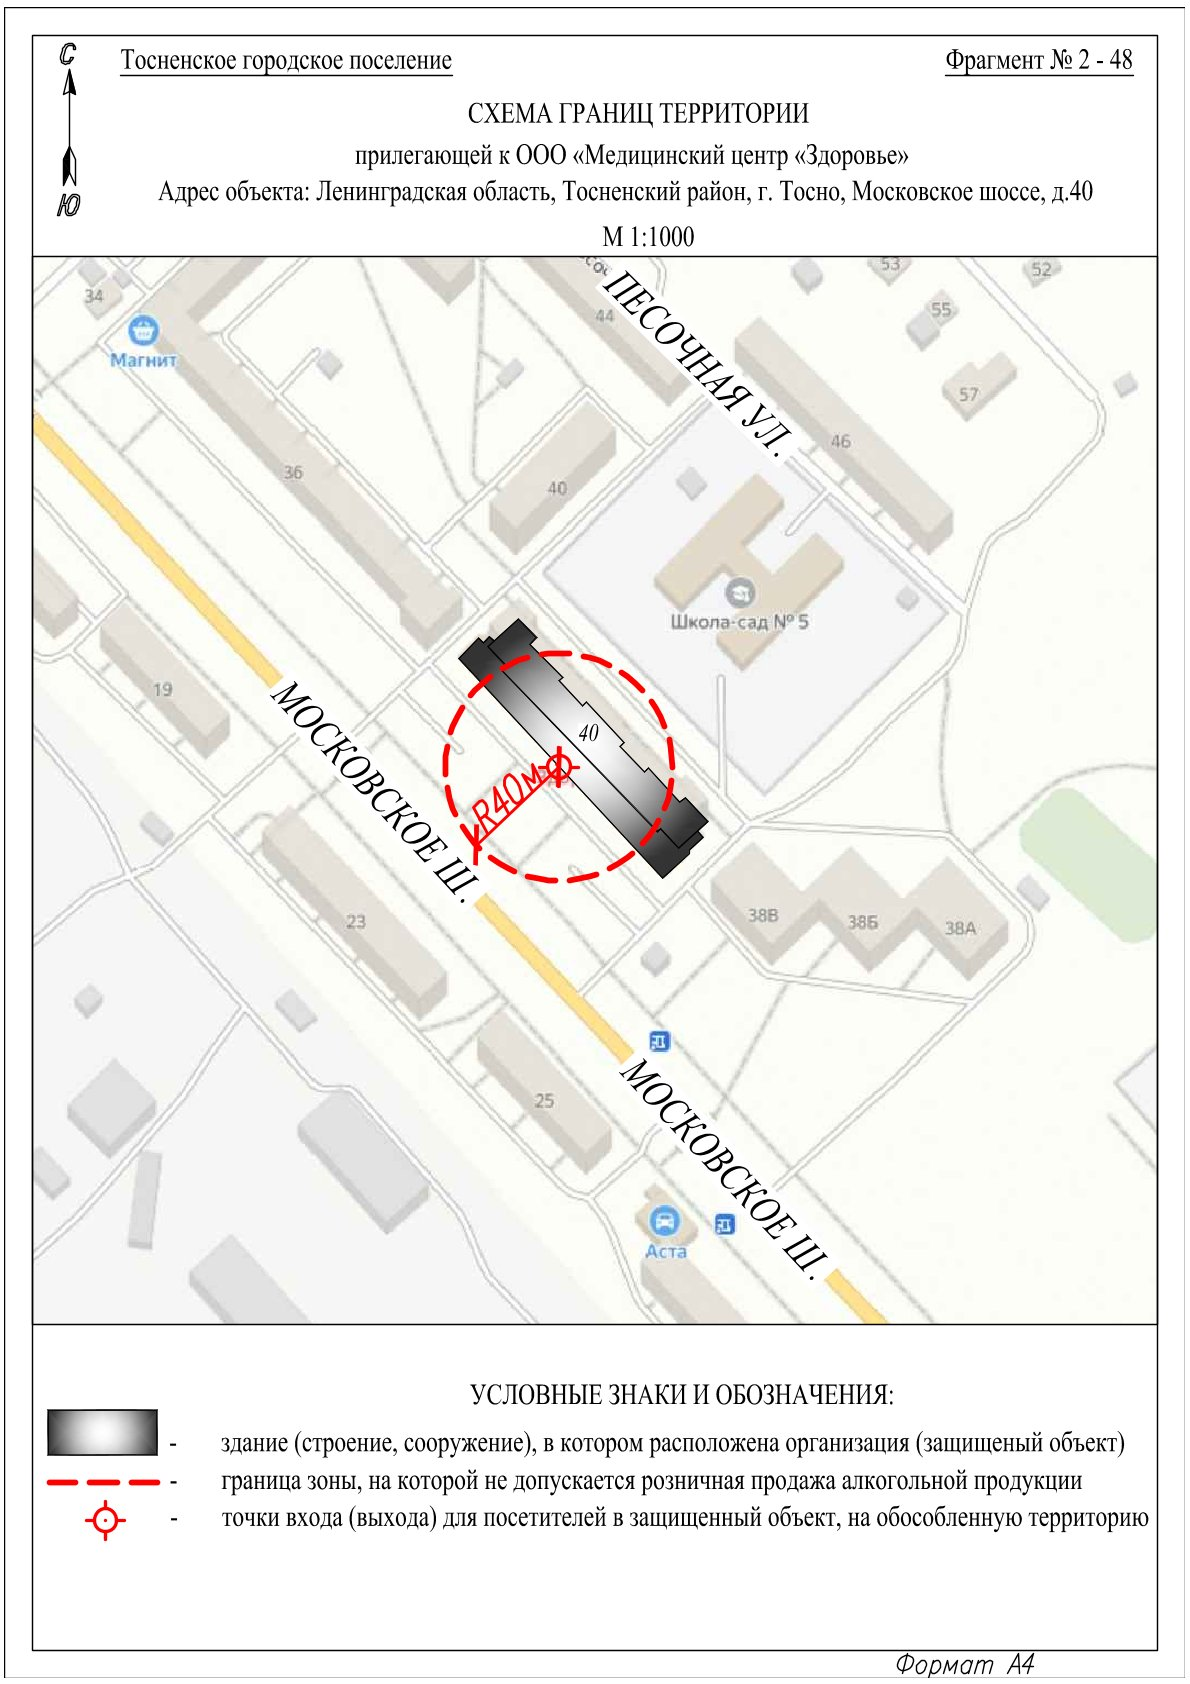 С
Ю
Тосненское городское поселение
Фрагмент № 2 - 48
СХЕМА ГРАНИЦ ТЕРРИТОРИИ
прилегающей к ООО «Медицинский центр «Здоровье»
Адрес объекта: Ленинградская область, Тосненский район, г. Тосно, Московское шоссе, д.40
М 1:1000
34
Магнит
44
ПЕСОЧНАЯ УЛ.
53
52
55
57
46
36
40
Школа-сад № 5
19
МОСКОВСКОЕ Ш.
40
R40м
23
38В
38Б
38А
25
МОСКОВСКОЕ Ш.
Аста
УСЛОВНЫЕ ЗНАКИ И ОБОЗНАЧЕНИЯ:
- здание (строение, сооружение), в котором расположена организация (защищеный объект)
- граница зоны, на которой не допускается розничная продажа алкогольной продукции
- точки входа (выхода) для посетителей в защищенный объект, на обособленную территорию
Формат А4